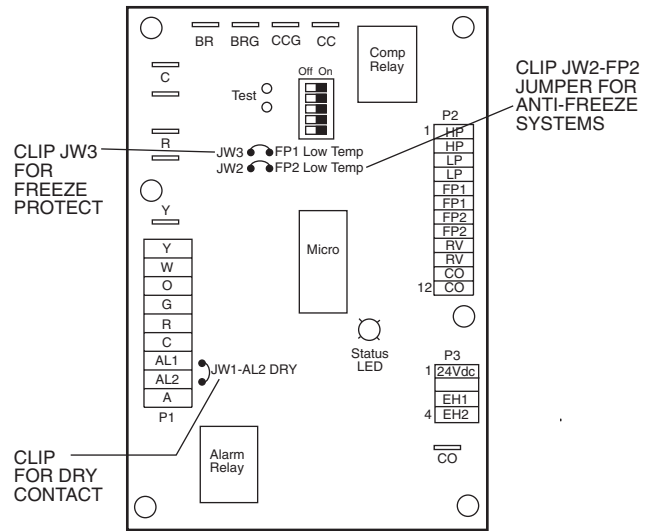 BR BRG CCG CC
Comp
Relay
C
Off On
Test
CLIP JW2-FP2
JUMPER FOR
ANTI-FREEZE
SYSTEMS
P2
1 HP
HP
LP
LP
FP1
FP1
FP2
FP2
RV
RV
CO
12 CO
R
CLIP JW3
FOR
FREEZE
PROTECT
JW3 FP1 Low Temp
JW2 FP2 Low Temp
Y
Micro
Y
W
O
G
R
C
AL1
AL2
A
P1
JW1-AL2 DRY
Status
LED
P3
1 24Vdc
EH1
4 EH2
CO
CLIP
FOR DRY
CONTACT
Alarm
Relay